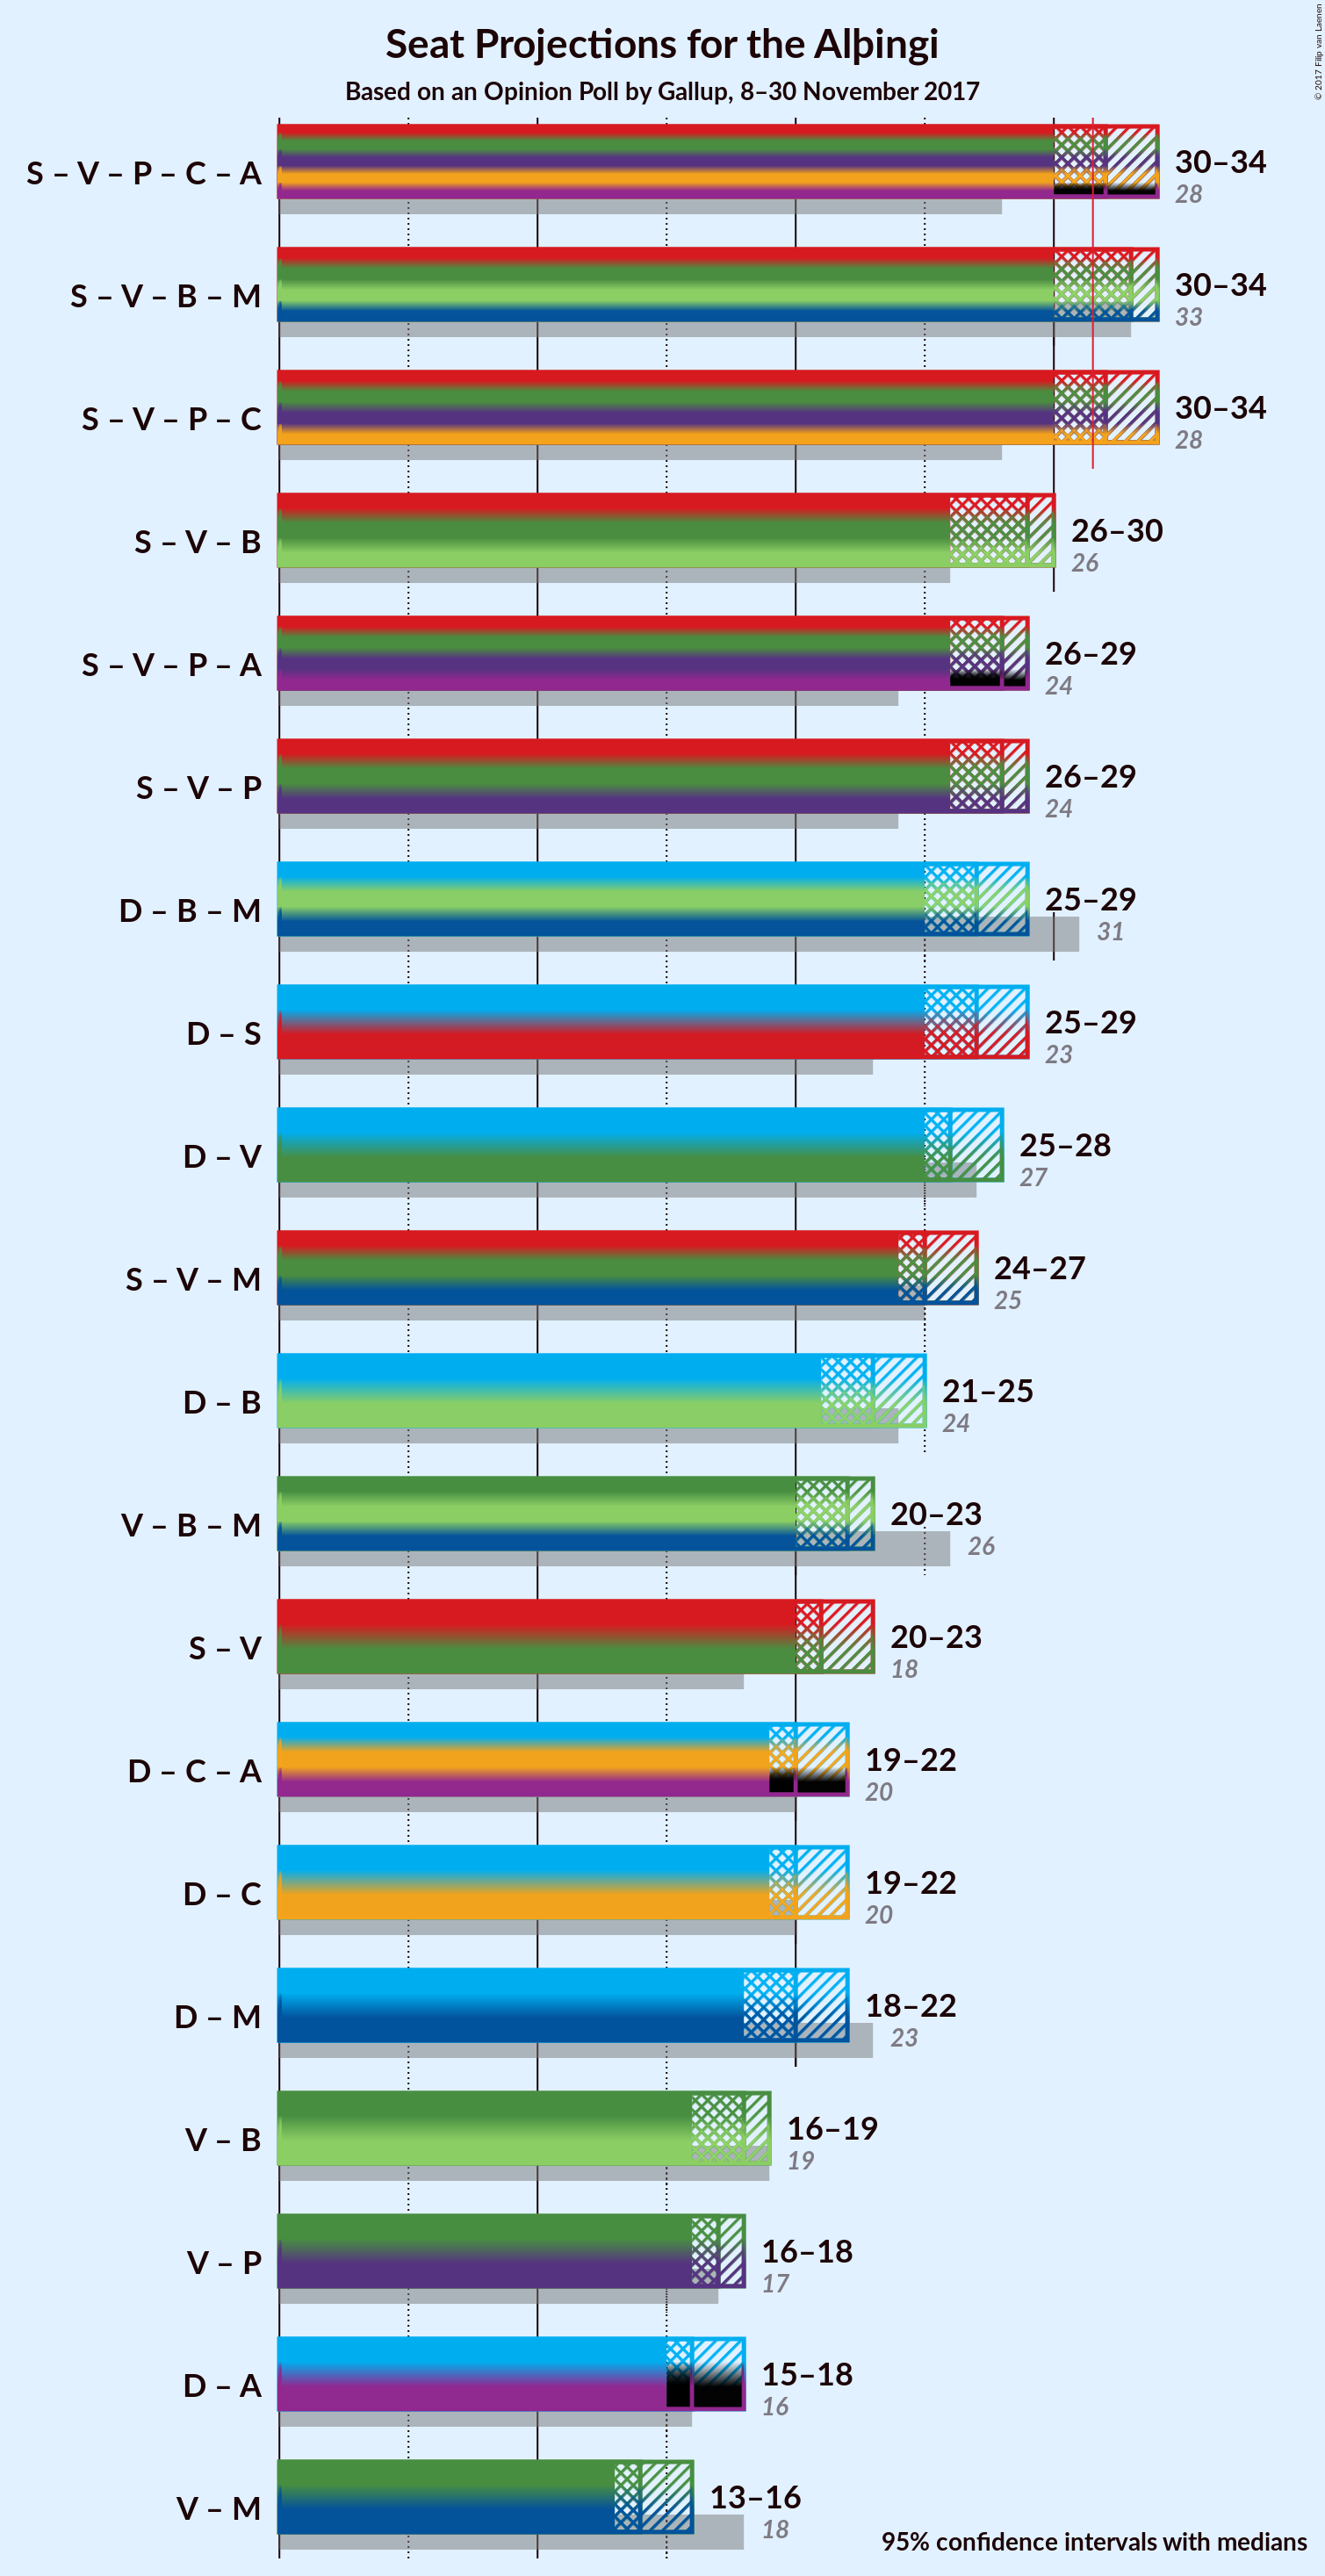 Seat Projections for the Alþingi
Based on an Opinion Poll by Gallup, 8–30 November 2017
© 2017 Filip van Laenen
S – V – P – C – A
30–34
28
S – V – B – M
30–34
33
S – V – P – C
30–34
28
S – V – B
26–30
26
S – V – P – A
26–29
24
S – V – P
26–29
24
D – B – M
25–29
31
D – S
25–29
23
D – V
25–28
27
S – V – M
24–27
25
D – B
21–25
24
V – B – M
20–23
26
S – V
20–23
18
D – C – A
19–22
20
D – C
19–22
20
D – M
18–22
23
V – B
16–19
19
V – P
16–18
17
D – A
15–18
16
V – M
13–16
18
95% confidence intervals with medians